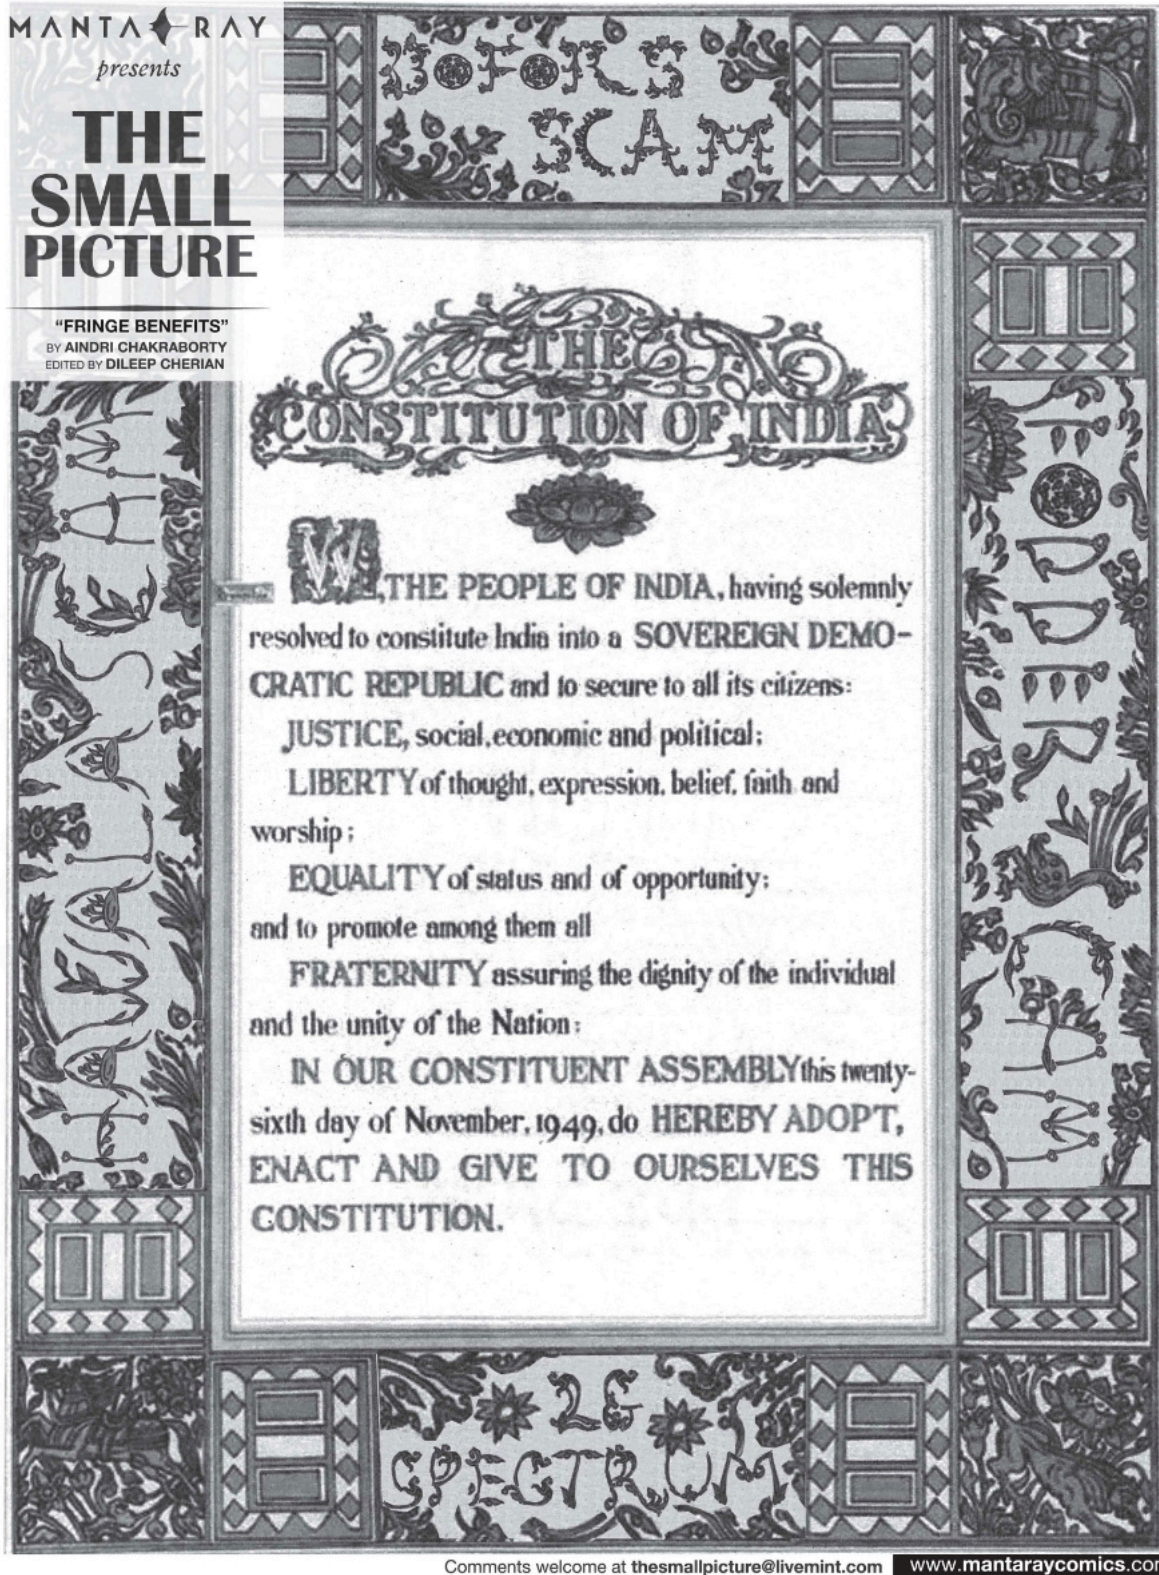 MANTA RAY
presents
THE
SMALL
PICTURE
"FRINGE BENEFITS"
BY AINDRI CHAKRABORTY
EDITED BY DILEEP CHERIAN
BOFORS
SCAM
THE
CONSTITUTION OF INDIA
WE, THE PEOPLE OF INDIA, having solemnly
resolved to constitute India into a SOVEREIGN DEMO-
CRATIC REPUBLIC and to secure to all its citizens:
JUSTICE, social, economic and political;
LIBERTY of thought, expression, belief, faith and
worship;
EQUALITY of status and of opportunity;
and to promote among them all
FRATERNITY assuring the dignity of the individual
and the unity of the Nation;
IN OUR CONSTITUENT ASSEMBLY this twenty-
sixth day of November, 1949, do HEREBY ADOPT,
ENACT AND GIVE TO OURSELVES THIS
CONSTITUTION.
HAWALA SCAM
FODDER SCAM
2G
SPECTRUM
Comments welcome at thesmallpicture@livemint.com
www.mantaraycomics.co